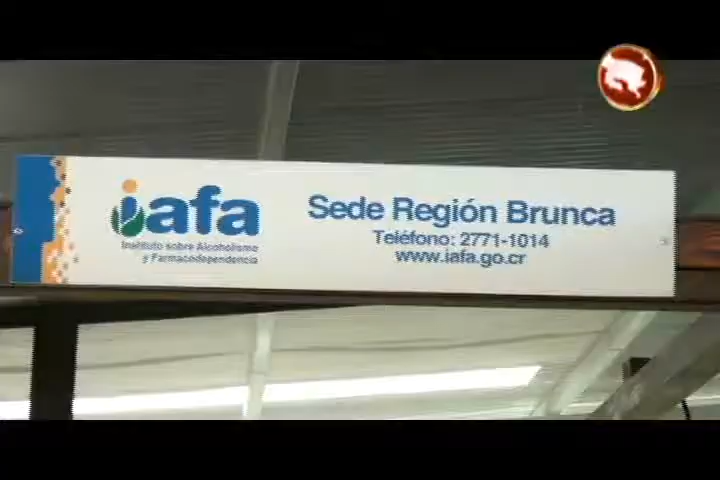 iafa
Instituto sobre Alcoholismo
y Farmacodependencia
Sede Región Brunca
Teléfono: 2771-1014
www.iafa.go.cr